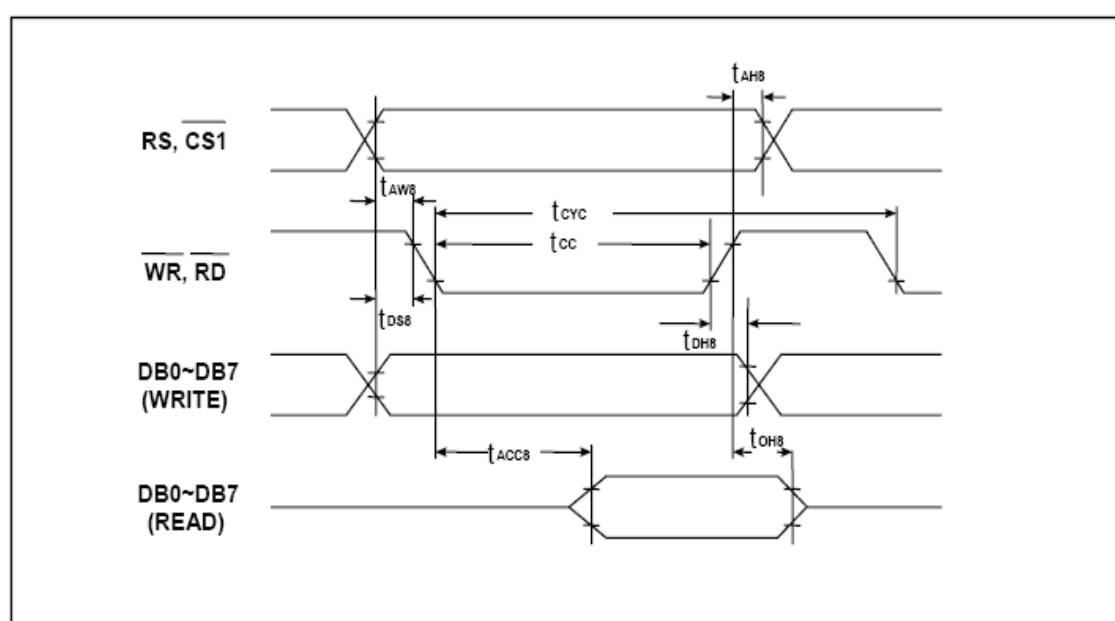 tAH8
RS, CS1
tAW8
tCYC
tCC
WR, RD
tDS8
tDH8
DB0~DB7
(WRITE)
tACC8
tOH8
DB0~DB7
(READ)